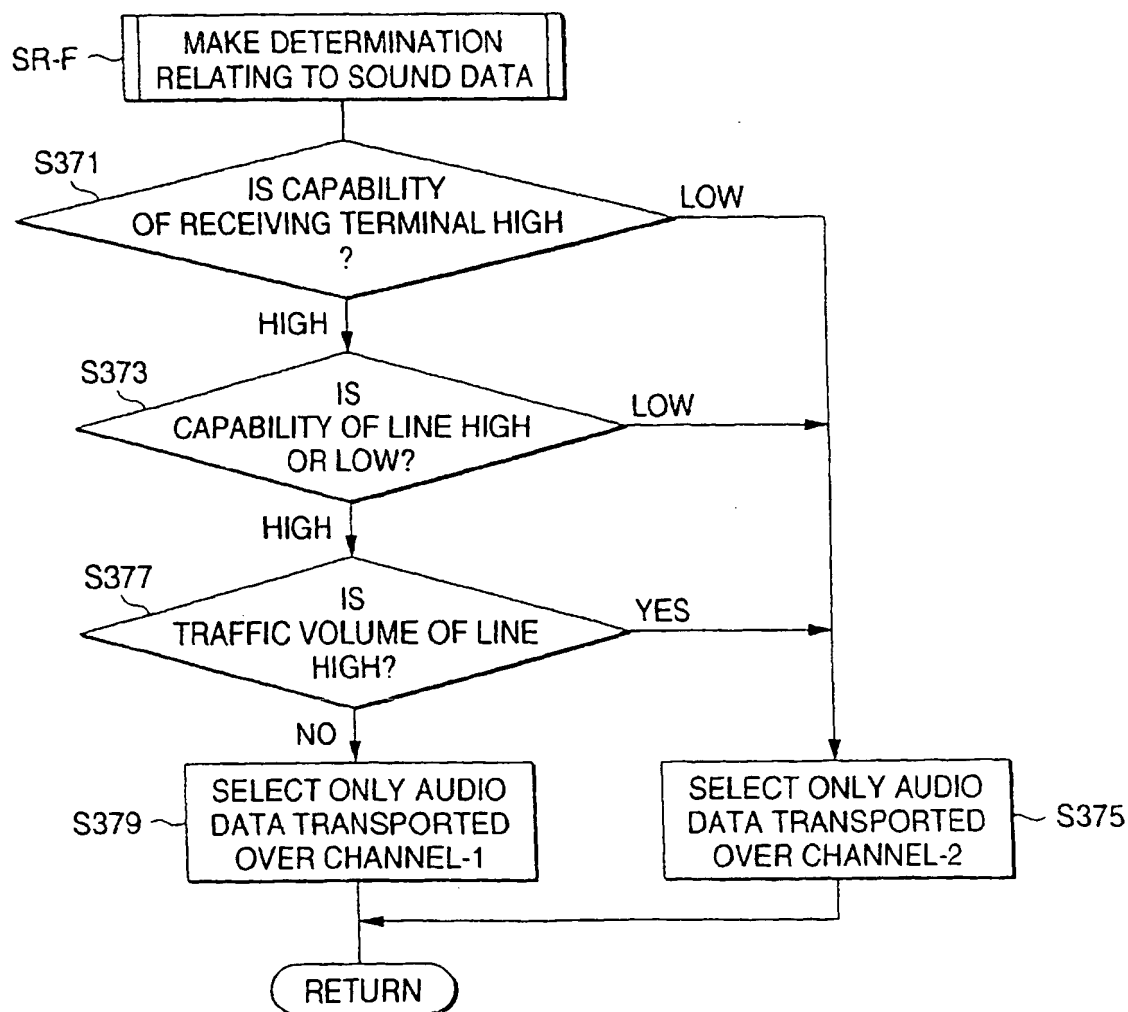 SR-F
MAKE DETERMINATION
RELATING TO SOUND DATA
S371
IS CAPABILITY
OF RECEIVING TERMINAL HIGH
?
LOW
HIGH
S373
IS
CAPABILITY OF LINE HIGH
OR LOW?
LOW
HIGH
S377
IS
TRAFFIC VOLUME OF LINE
HIGH?
YES
NO
S379
SELECT ONLY AUDIO
DATA TRANSPORTED
OVER CHANNEL-1
SELECT ONLY AUDIO
DATA TRANSPORTED
OVER CHANNEL-2
S375
RETURN